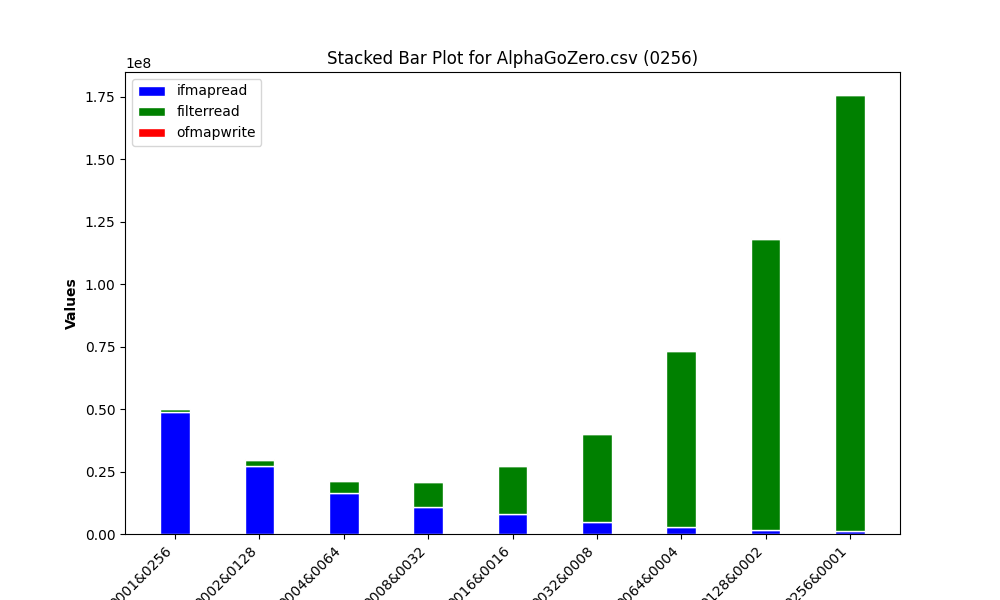 Stacked Bar Plot for AlphaGoZero.csv (0256)
1e8
ifmapread
filterread
ofmapwrite
1.75
1.50
1.25
1.00
0.75
0.50
0.25
0.00
Values
0001&0256
0002&0128
0004&0064
0008&0032
0016&0016
0032&0008
0064&0004
0128&0002
0256&0001